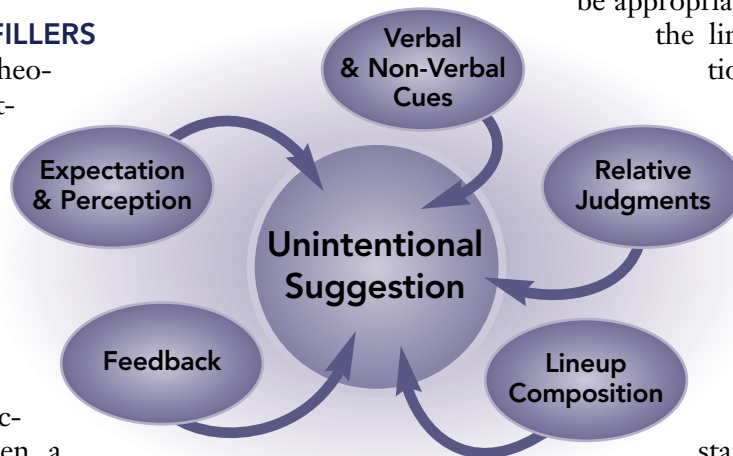 FILLERS
Verbal
& Non-Verbal
Cues
Expectation
& Perception
Relative
Judgments
Unintentional
Suggestion
Feedback
Lineup
Composition